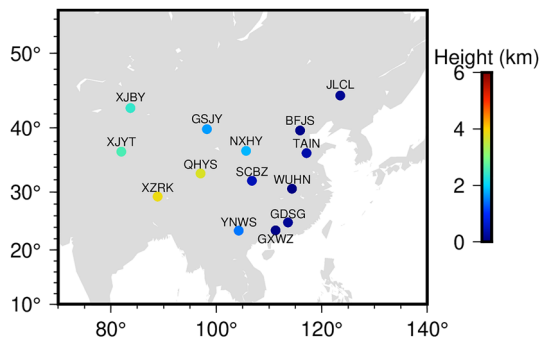 50°
40°
30°
20°
10°
80°
100°
120°
140°
JLCL
XJBY
GSJY
BFJS
XJYT
NXHY
TAIN
QHYS
SCBZ
WUHN
XZRK
YNWS
GDSG
GXWZ
Height (km)
6
4
2
0